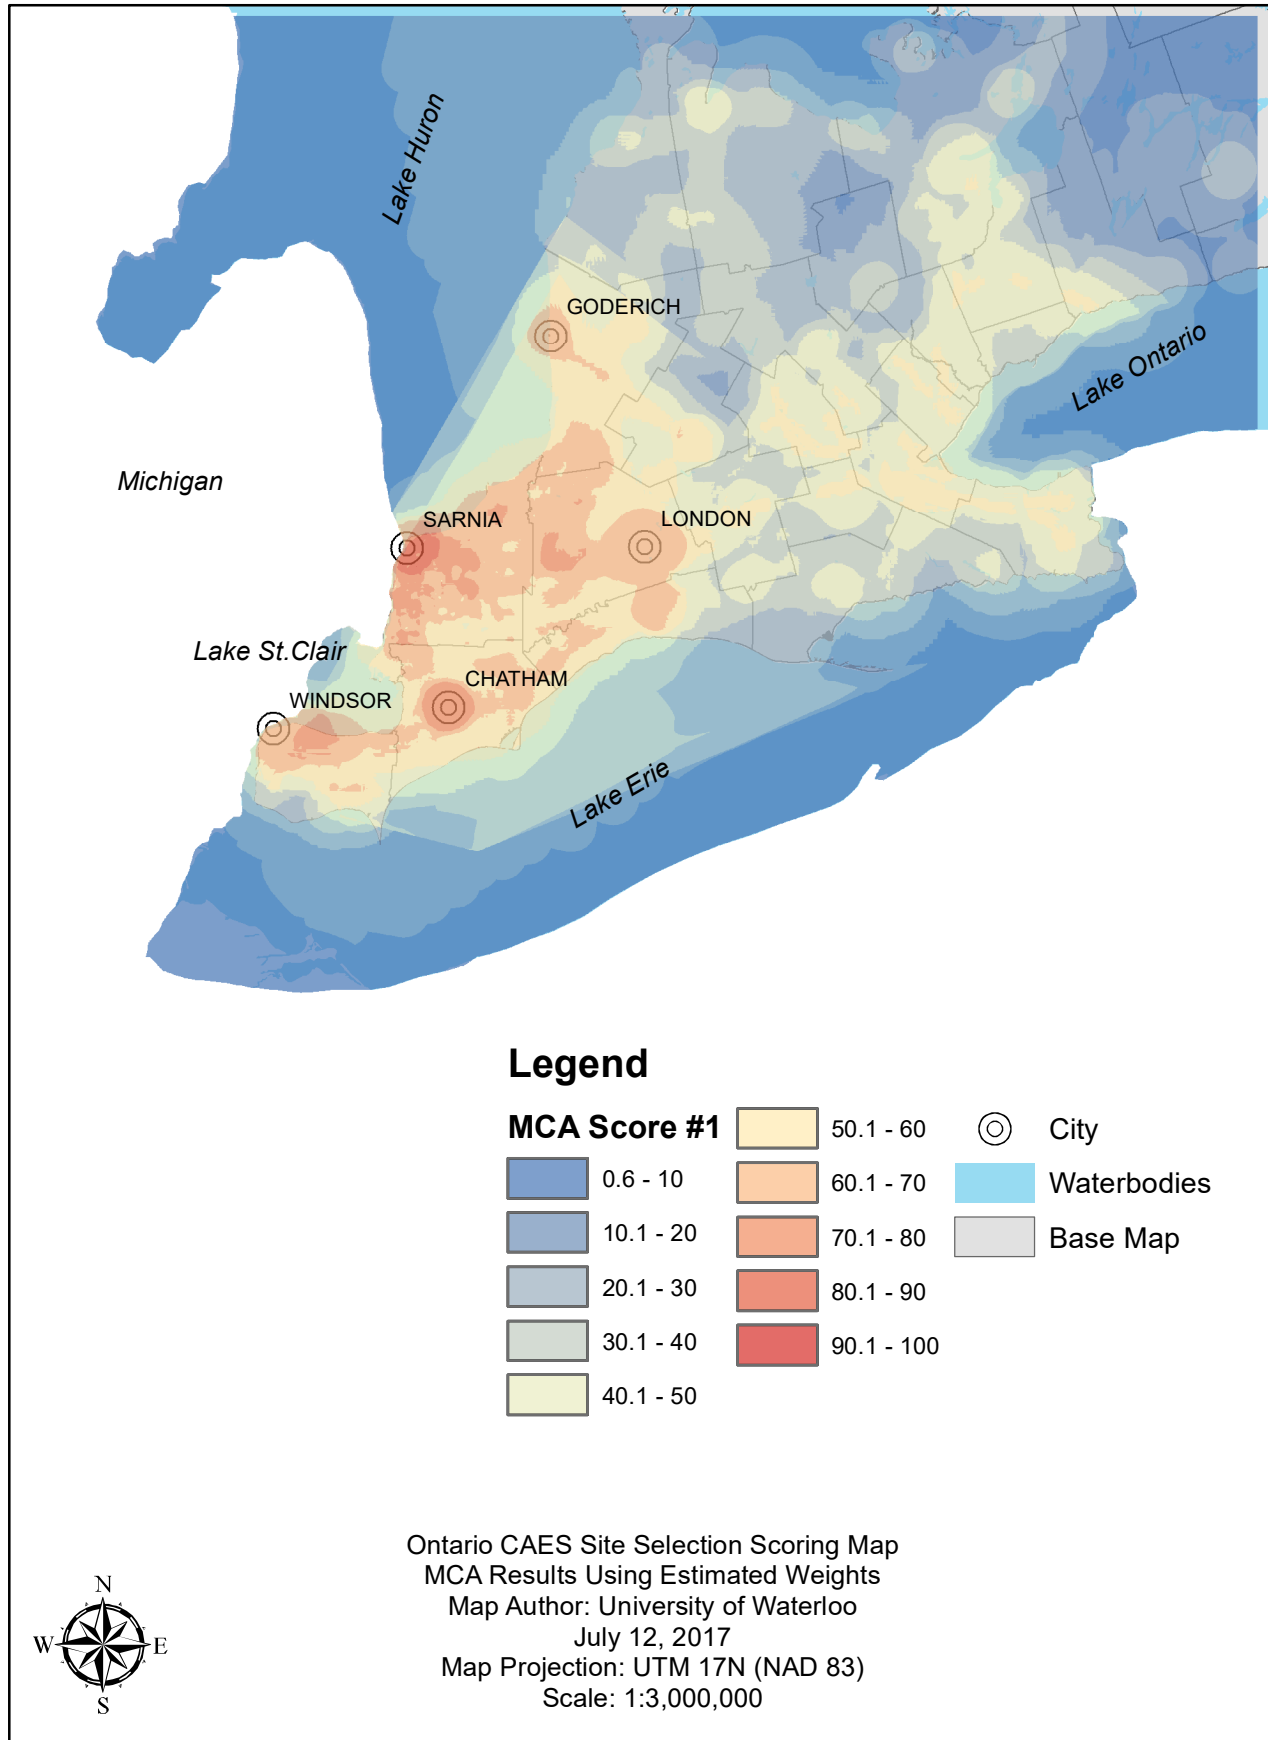 Lake Huron
GODERICH
Lake Ontario
Michigan
SARNIA
LONDON
Lake St.Clair
CHATHAM
WINDSOR
Lake Erie
Legend
MCA Score #1
0.6 - 10
10.1 - 20
20.1 - 30
30.1 - 40
40.1 - 50
50.1 - 60
60.1 - 70
70.1 - 80
80.1 - 90
90.1 - 100
City
Waterbodies
Base Map
Ontario CAES Site Selection Scoring Map
MCA Results Using Estimated Weights
Map Author: University of Waterloo
July 12, 2017
Map Projection: UTM 17N (NAD 83)
Scale: 1:3,000,000
N
W
E
S